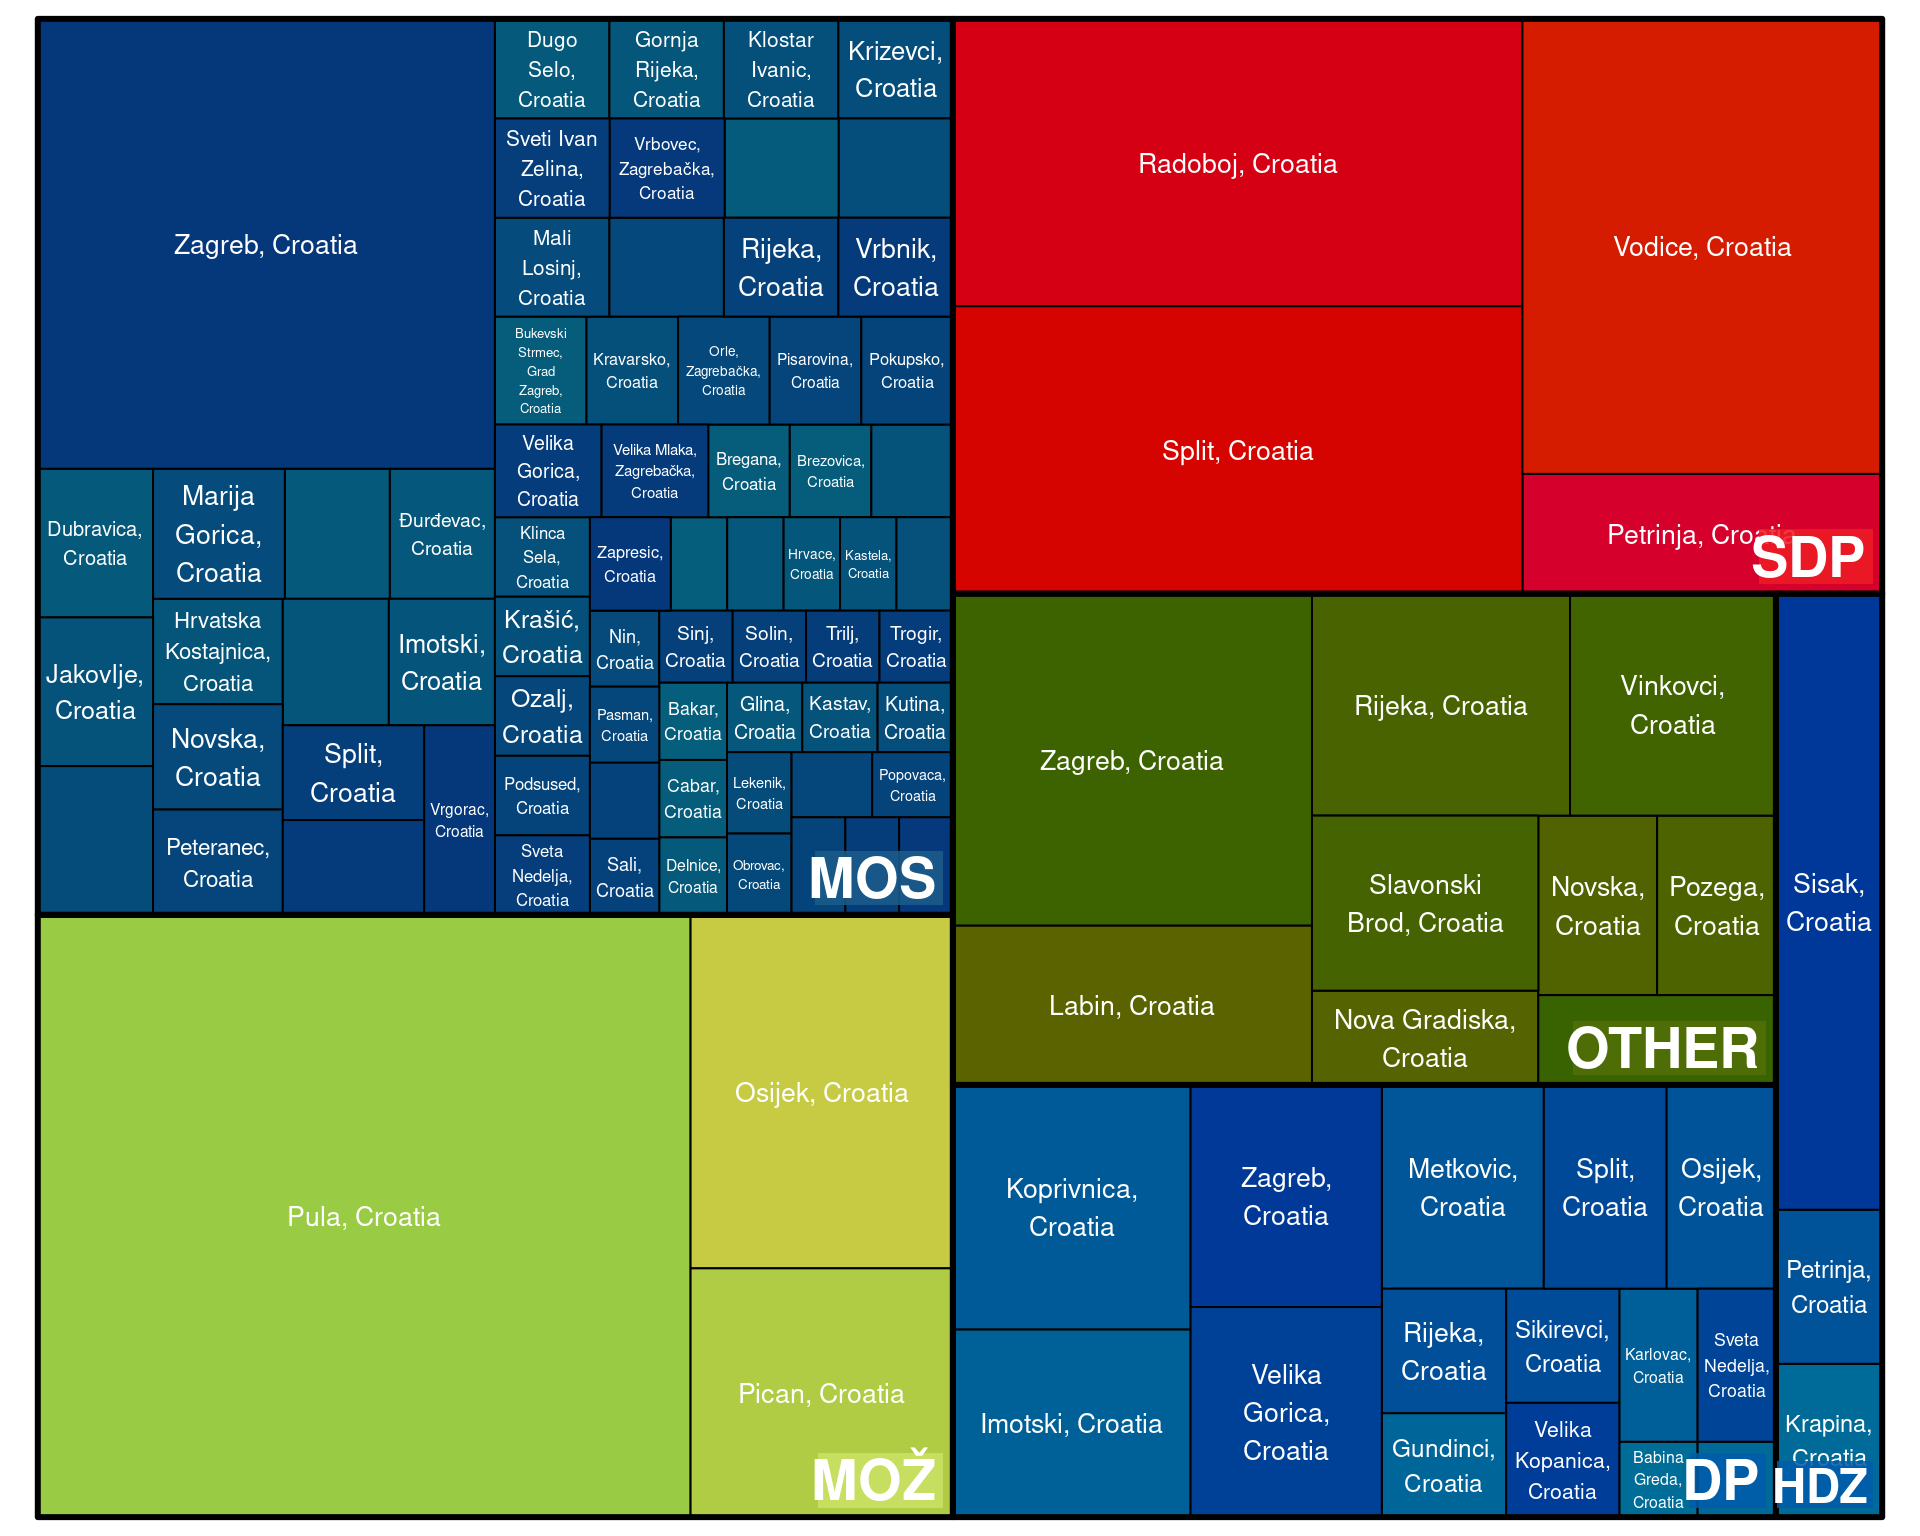 Zagreb, Croatia
Dugo
Selo,
Croatia
Gornja
Rijeka,
Croatia
Klostar
Ivanic,
Croatia
Krizevci,
Croatia
Sveti Ivan
Zelina,
Croatia
Vrbovec,
Zagrebačka,
Croatia
Mali
Losinj,
Croatia
Rijeka,
Croatia
Vrbnik,
Croatia
Bukevski
Strmec,
Grad
Zagreb,
Croatia
Kravarsko,
Croatia
Orle,
Zagrebačka,
Croatia
Pisarovina,
Croatia
Pokupsko,
Croatia
Velika
Gorica,
Croatia
Velika Mlaka,
Zagrebačka,
Croatia
Bregana,
Croatia
Brezovica,
Croatia
Dubravica,
Croatia
Marija
Gorica,
Croatia
Đurđevac,
Croatia
Klinca
Sela,
Croatia
Zapresic,
Croatia
Hrvace,
Croatia
Kastela,
Croatia
Jakovlje,
Croatia
Hrvatska
Kostajnica,
Croatia
Imotski,
Croatia
Krašić,
Croatia
Nin,
Croatia
Sinj,
Croatia
Solin,
Croatia
Trilj,
Croatia
Trogir,
Croatia
Novska,
Croatia
Split,
Croatia
Vrgorac,
Croatia
Ozalj,
Croatia
Pasman,
Croatia
Bakar,
Croatia
Glina,
Croatia
Kastav,
Croatia
Kutina,
Croatia
Peteranec,
Croatia
Podsused,
Croatia
Cabar,
Croatia
Lekenik,
Croatia
Popovaca,
Croatia
Sveta
Nedelja,
Croatia
Sali,
Croatia
Delnice,
Croatia
Obrovac,
Croatia
MOS
Radoboj, Croatia
Vodice, Croatia
Split, Croatia
Petrinja, Croatia
SDP
Pula, Croatia
Osijek, Croatia
Pican, Croatia
MOŽ
Zagreb, Croatia
Rijeka, Croatia
Vinkovci,
Croatia
Slavonski
Brod, Croatia
Novska,
Croatia
Pozega,
Croatia
Labin, Croatia
Nova Gradiska,
Croatia
OTHER
Koprivnica,
Croatia
Zagreb,
Croatia
Metkovic,
Croatia
Split,
Croatia
Osijek,
Croatia
Imotski, Croatia
Velika
Gorica,
Croatia
Rijeka,
Croatia
Sikirevci,
Croatia
Karlovac,
Croatia
Sveta
Nedelja,
Croatia
Gundinci,
Croatia
Velika
Kopanica,
Croatia
Babina
Greda,
Croatia
DP
Sisak,
Croatia
Petrinja,
Croatia
Krapina,
Croatia
HDZ